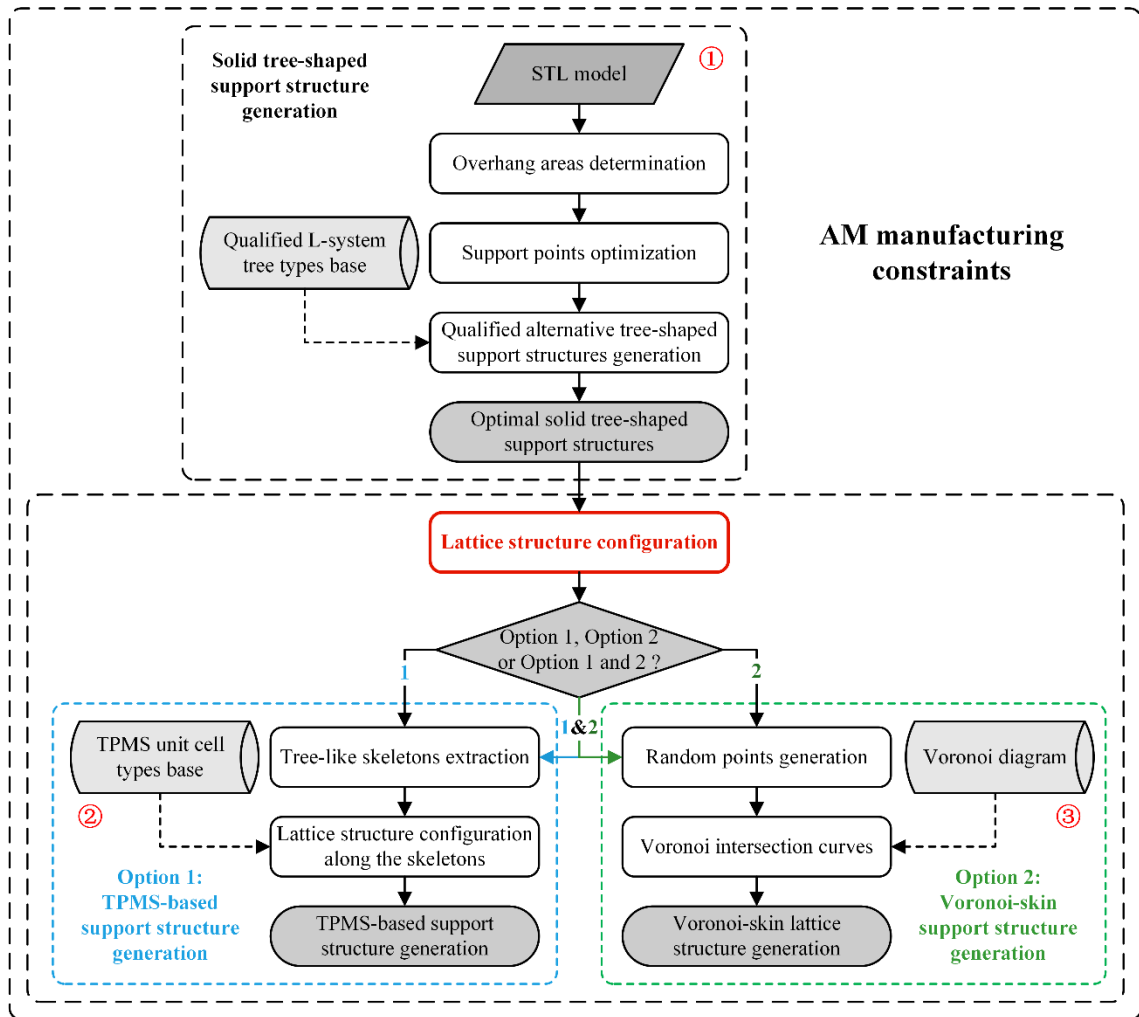 Solid tree-shaped
support structure
generation
STL model
①
Overhang areas determination
Qualified L-system
tree types base
Support points optimization
AM manufacturing
constraints
Qualified alternative tree-shaped
support structures generation
Optimal solid tree-shaped
support structures
Lattice structure configuration
Option 1, Option 2
or Option 1 and 2 ?
1
2
1&2
TPMS unit cell
types base
②
Tree-like skeletons extraction
Lattice structure configuration
along the skeletons
Option 1:
TPMS-based
support structure
generation
TPMS-based support
structure generation
Random points generation
Voronoi diagram
③
Voronoi intersection curves
Voronoi-skin lattice
structure generation
Option 2:
Voronoi-skin
support structure
generation